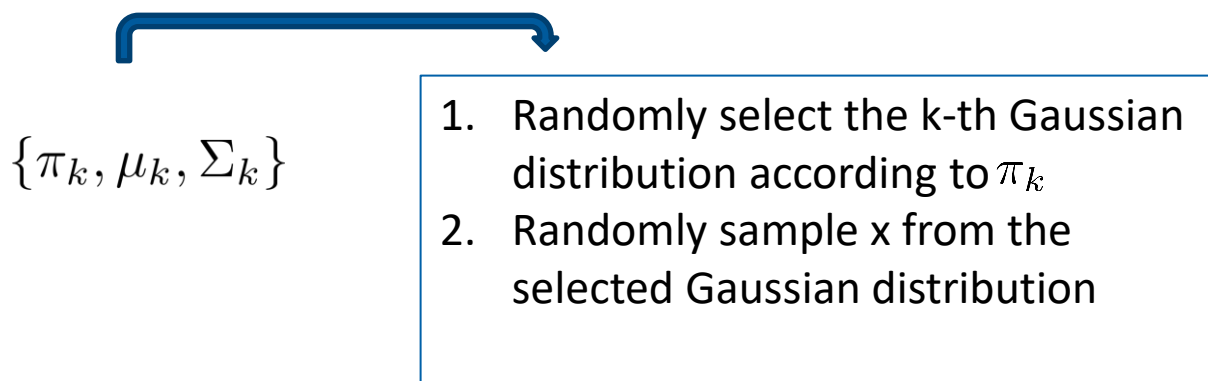 {π_k, μ_k, Σ_k}
1. Randomly select the k-th Gaussian
distribution according to π_k
2. Randomly sample x from the
selected Gaussian distribution